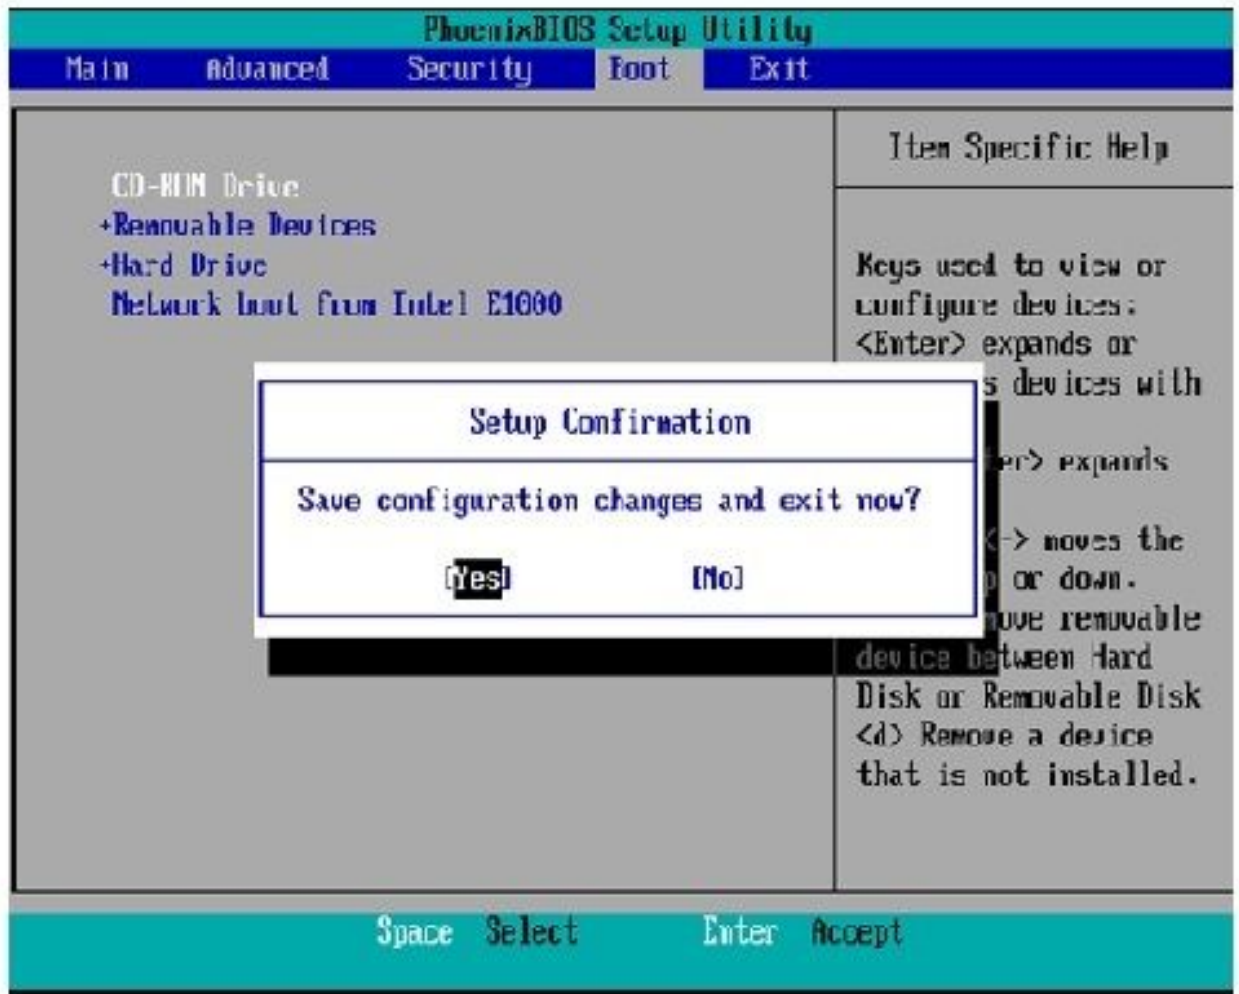 PhoenixBIOS Setup Utility
Main Advanced Security Boot Exit
CD-ROM Drive
+Removable Devices
+Hard Drive
Network boot from Intel E1000
Item Specific Help
Keys used to view or
configure devices:
<Enter> expands or
s devices with
er> expands
-> moves the
or down.
removable
device between Hard
Disk or Removable Disk
<d> Remove a device
that is not installed.
Setup Confirmation
Save configuration changes and exit now?
[Yes] [No]
Space Select Enter Accept